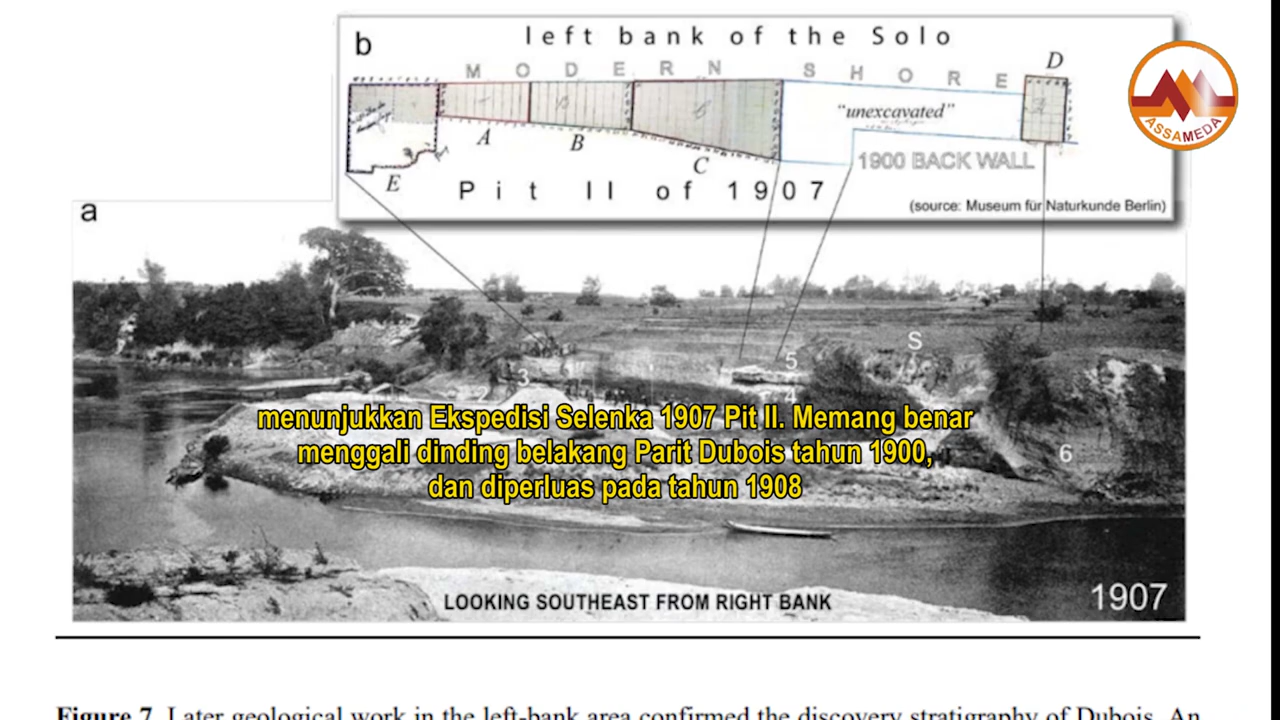 b
left bank of the Solo
MODERN SHORE
D
"unexcavated"
A
B
C
E
1900 BACK WALL
Pit II of 1907
(source: Museum für Naturkunde Berlin)
ASSAMEDA
a
S
5
3
4
2
6
menunjukkan Ekspedisi Selenka 1907 Pit II. Memang benar
menggali dinding belakang Parit Dubois tahun 1900,
dan diperluas pada tahun 1908
1907
LOOKING SOUTHEAST FROM RIGHT BANK
Figure 7. Later geological work in the left-bank area confirmed the discovery stratigraphy of Dubois. An